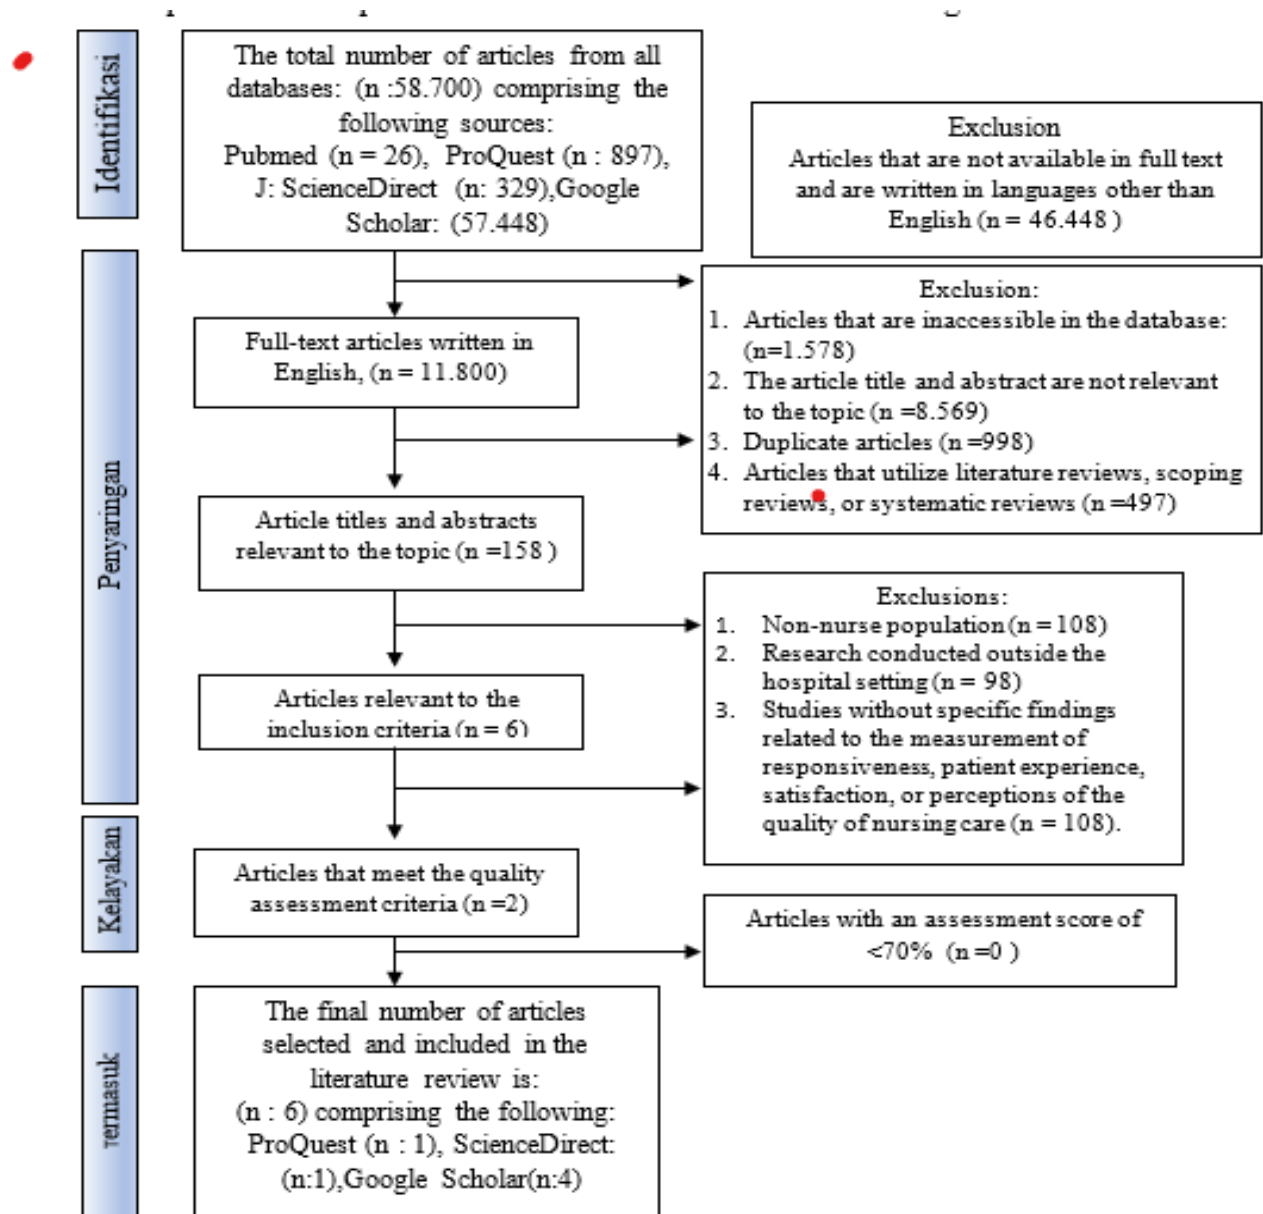 Identifikasi
The total number of articles from all
databases: (n :58.700) comprising the
following sources:
Pubmed (n = 26), ProQuest (n : 897),
J: ScienceDirect (n: 329),Google
Scholar: (57.448)
Exclusion
Articles that are not available in full text
and are written in languages other than
English (n = 46.448 )
Penyaringan
Full-text articles written in
English, (n = 11.800)
Exclusion:
1. Articles that are inaccessible in the database:
(n=1.578)
2. The article title and abstract are not relevant
to the topic (n =8.569)
3. Duplicate articles (n =998)
4. Articles that utilize literature reviews, scoping
reviews, or systematic reviews (n =497)
Article titles and abstracts
relevant to the topic (n =158 )
Exclusions:
1. Non-nurse population (n = 108)
2. Research conducted outside the
hospital setting (n = 98)
3. Studies without specific findings
related to the measurement of
responsiveness, patient experience,
satisfaction, or perceptions of the
quality of nursing care (n = 108).
Articles relevant to the
inclusion criteria (n = 6)
Kelayakan
Articles that meet the quality
assessment criteria (n =2)
Articles with an assessment score of
<70% (n =0 )
Termasuk
The final number of articles
selected and included in the
literature review is:
(n : 6) comprising the following:
ProQuest (n : 1), ScienceDirect:
(n:1),Google Scholar(n:4)